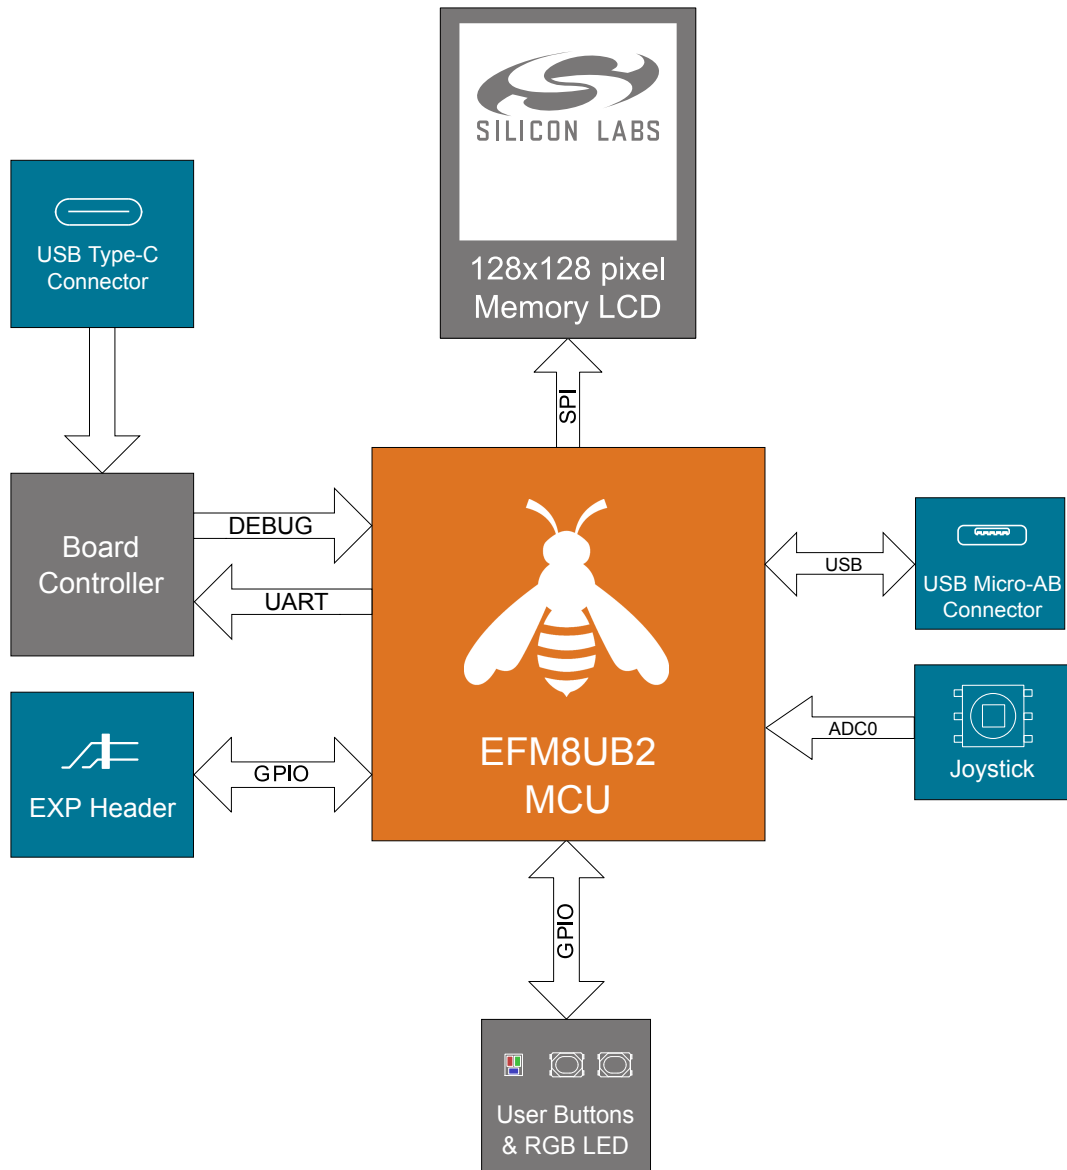 SILICON LABS
128x128 pixel
Memory LCD
USB Type-C
Connector
SPI
Board
Controller
DEBUG
UART
EFM8UB2
MCU
USB
USB Micro-AB
Connector
ADC0
Joystick
GPIO
EXP Header
GPIO
User Buttons
& RGB LED